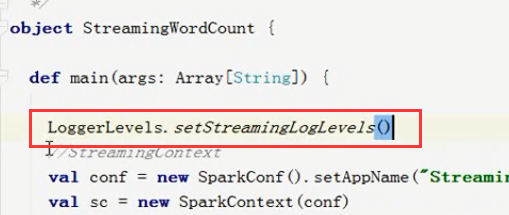 */
object StreamingWordCount {
def main(args: Array[String]) {
LoggerLevels.setStreamingLogLevels()
//StreamingContext
val conf = new SparkConf().setAppName("Streamin
val sc = new SparkContext(conf)